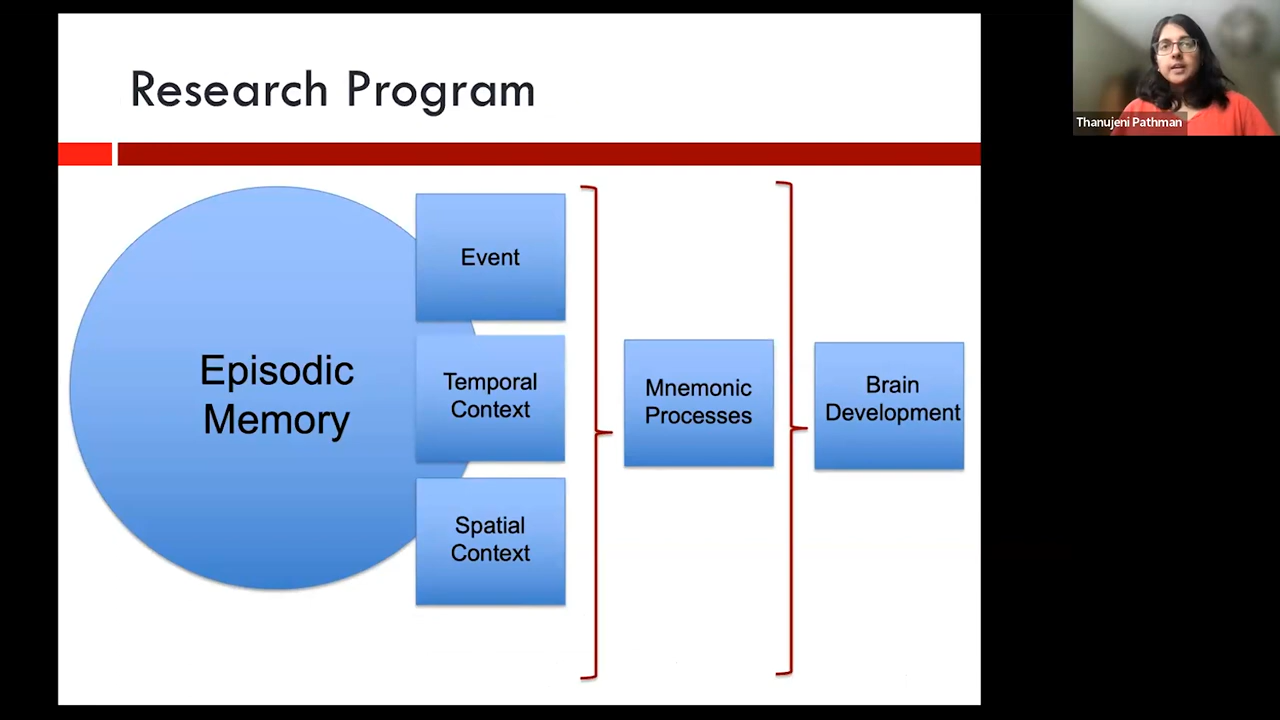 Research Program
Thanujeni Pathman
Episodic
Memory
Event
Temporal
Context
Spatial
Context
Mnemonic
Processes
Brain
Development